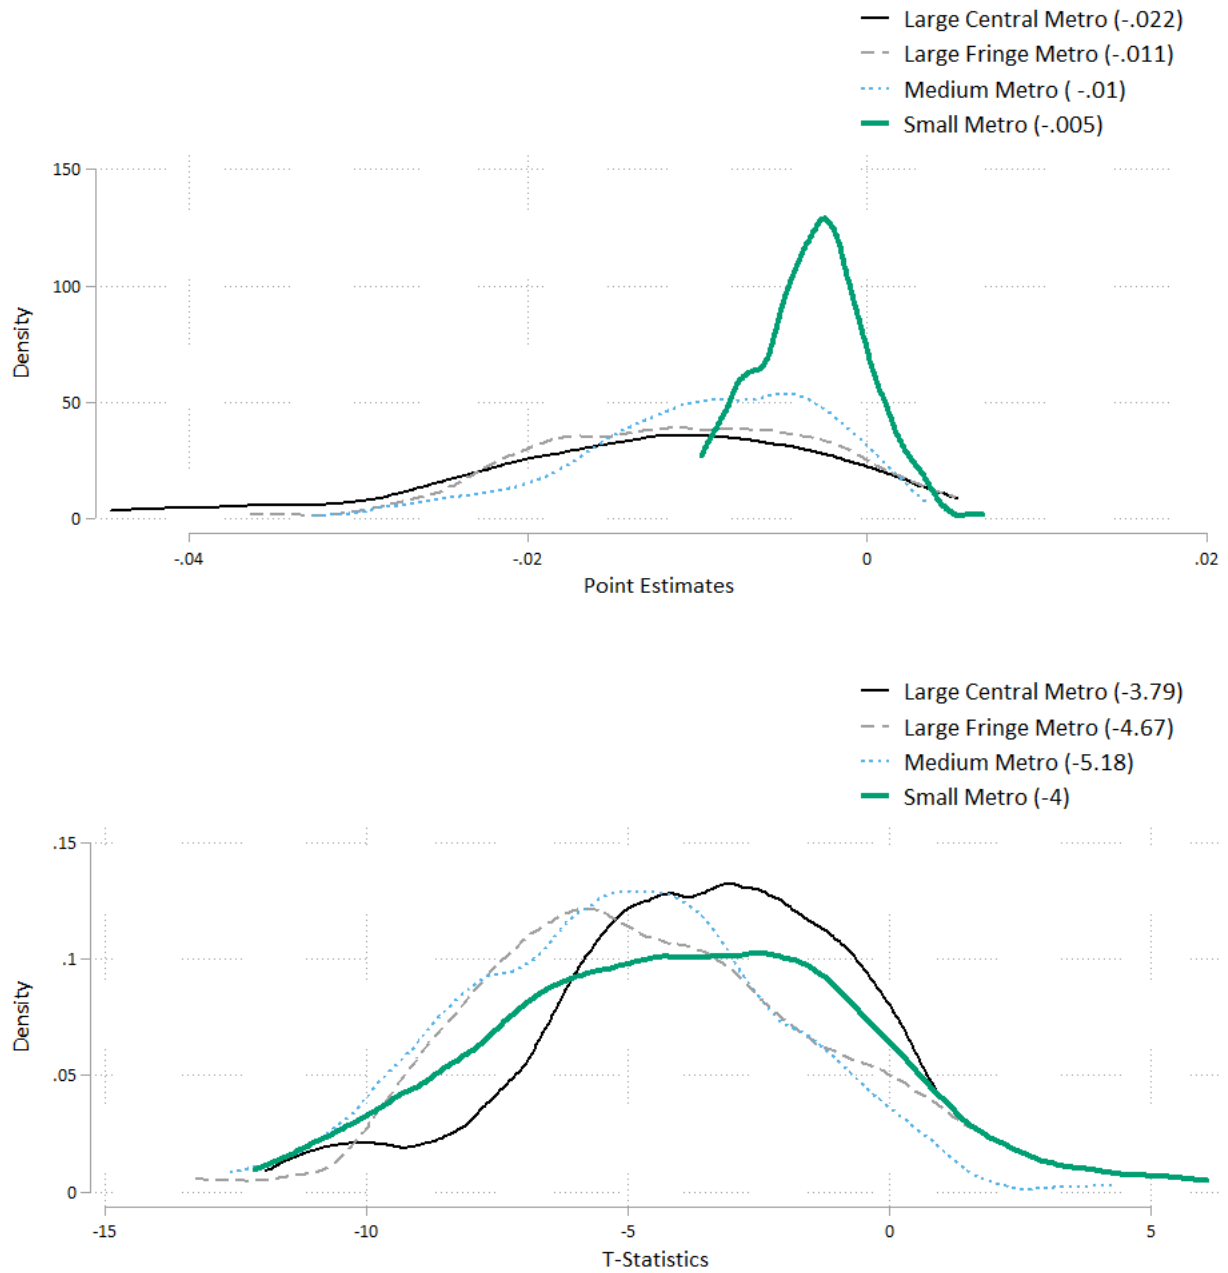 Large Central Metro (-.022)
Large Fringe Metro (-.011)
Medium Metro ( -.01)
Small Metro (-.005)
150
100
50
0
Density
-.04
-.02
0
.02
Point Estimates
Large Central Metro (-3.79)
Large Fringe Metro (-4.67)
Medium Metro (-5.18)
Small Metro (-4)
.15
.1
.05
0
Density
-15
-10
-5
0
5
T-Statistics